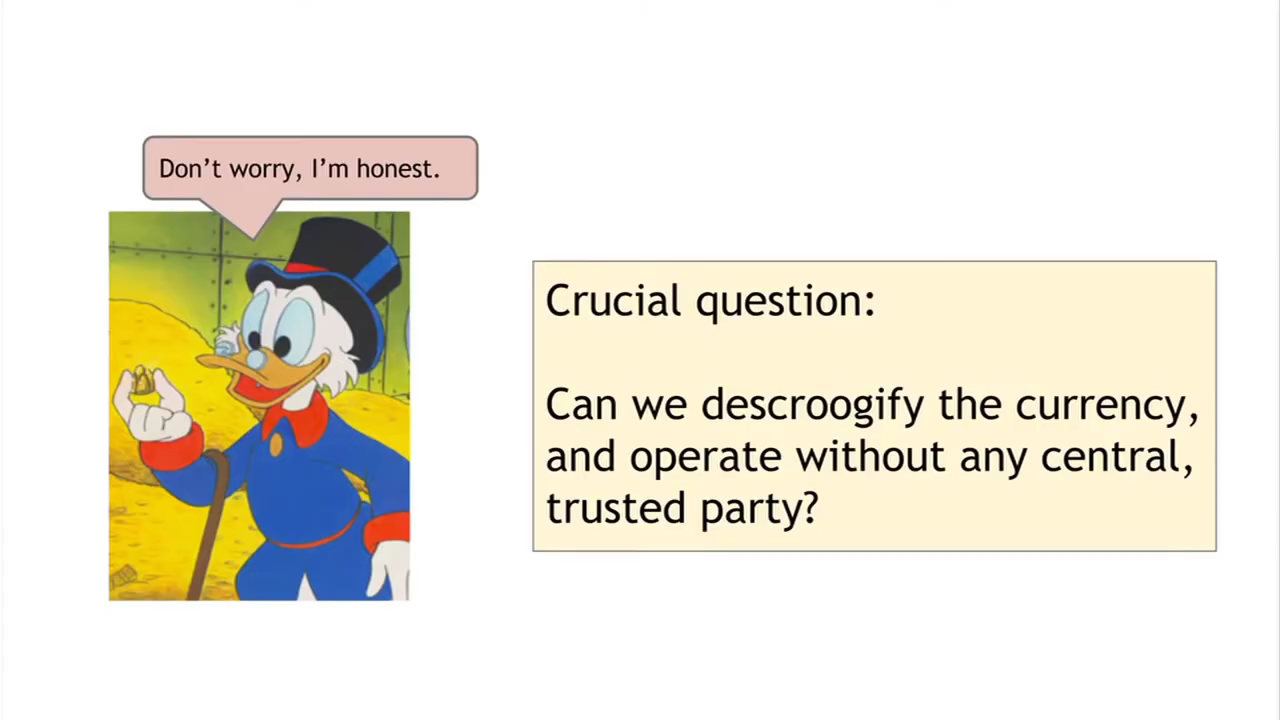 Don’t worry, I’m honest.
Crucial question:
Can we descroogify the currency,
and operate without any central,
trusted party?